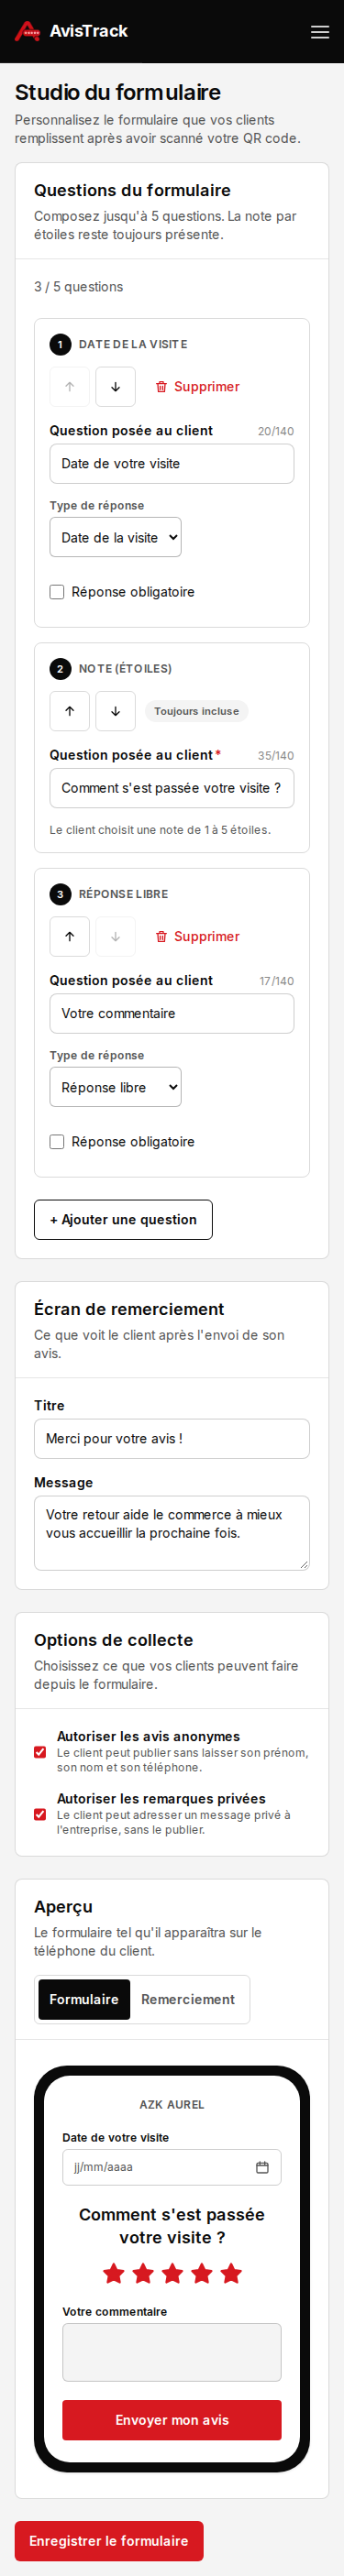 AvisTrack
Studio du formulaire
Personnalisez le formulaire que vos clients
remplissent après avoir scanné votre QR code.
Questions du formulaire
Composez jusqu'à 5 questions. La note par
étoiles reste toujours présente.
3 / 5 questions
1 DATE DE LA VISITE
↑ ↓ Supprimer
Question posée au client 20/140
Date de votre visite
Type de réponse
Date de la visite
Réponse obligatoire
2 NOTE (ÉTOILES)
↑ ↓ Toujours incluse
Question posée au client * 35/140
Comment s'est passée votre visite ?
Le client choisit une note de 1 à 5 étoiles.
3 RÉPONSE LIBRE
↑ ↓ Supprimer
Question posée au client 17/140
Votre commentaire
Type de réponse
Réponse libre
Réponse obligatoire
+ Ajouter une question
Écran de remerciement
Ce que voit le client après l'envoi de son
avis.
Titre
Merci pour votre avis !
Message
Votre retour aide le commerce à mieux
vous accueillir la prochaine fois.
Options de collecte
Choisissez ce que vos clients peuvent faire
depuis le formulaire.
Autoriser les avis anonymes
Le client peut publier sans laisser son prénom,
son nom et son téléphone.
Autoriser les remarques privées
Le client peut adresser un message privé à
l'entreprise, sans le publier.
Aperçu
Le formulaire tel qu'il apparaîtra sur le
téléphone du client.
Formulaire Remerciement
AZK AUREL
Date de votre visite
jj/mm/aaaa
Comment s'est passée
votre visite ?
Votre commentaire
Envoyer mon avis
Enregistrer le formulaire